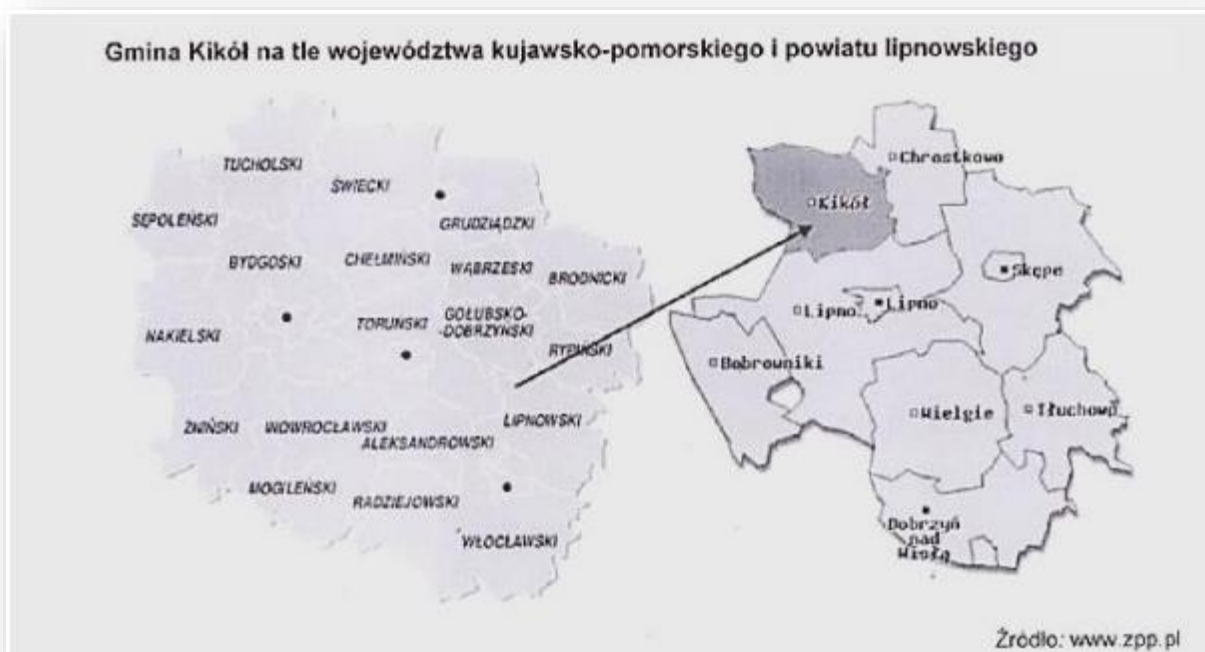 Gmina Kikół na tle województwa kujawsko-pomorskiego i powiatu lipnowskiego
TUCHOLSKI
ŚWIECKI
SĘPOLEŃSKI
GRUDZIĄDZKI
BYDGOSKI
CHEŁMIŃSKI
WĄBRZESKI
BRODNICKI
NAKIELSKI
TORUŃSKI
GOŁUBSKO-
-DOBRZYŃSKI
RYPIŃSKI
ŻNIŃSKI
WOWROCŁAWSKI
ALEKSANDROWSKI
LIPNOWSKI
MOGILEŃSKI
RADZIEJOWSKI
WŁOCŁAWSKI
Chrostkowo
Kikół
Skępe
Lipno
Lipno
Bobrowniki
Wielgie
Tłuchowo
Dobrzyń
nad
Wisłą
Źródło: www.zpp.pl